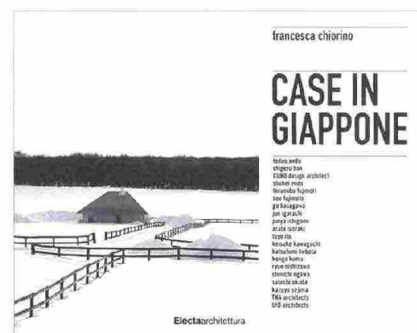 francesca chiorino
CASE IN
GIAPPONE
tadao ando
shigeru ban
CUBO design architect
shuhei endo
terunobu fujimori
sou fujimoto
go hasegawa
jun igarashi
junya ishigami
arata isozaki
toyo ito
keisuke kawaguchi
katsufumi kubota
kengo kuma
ryue nishizawa
shinichi ogawa
satoshi okada
kazuyo sejima
TNA architects
UID architects
Electaarchitettura